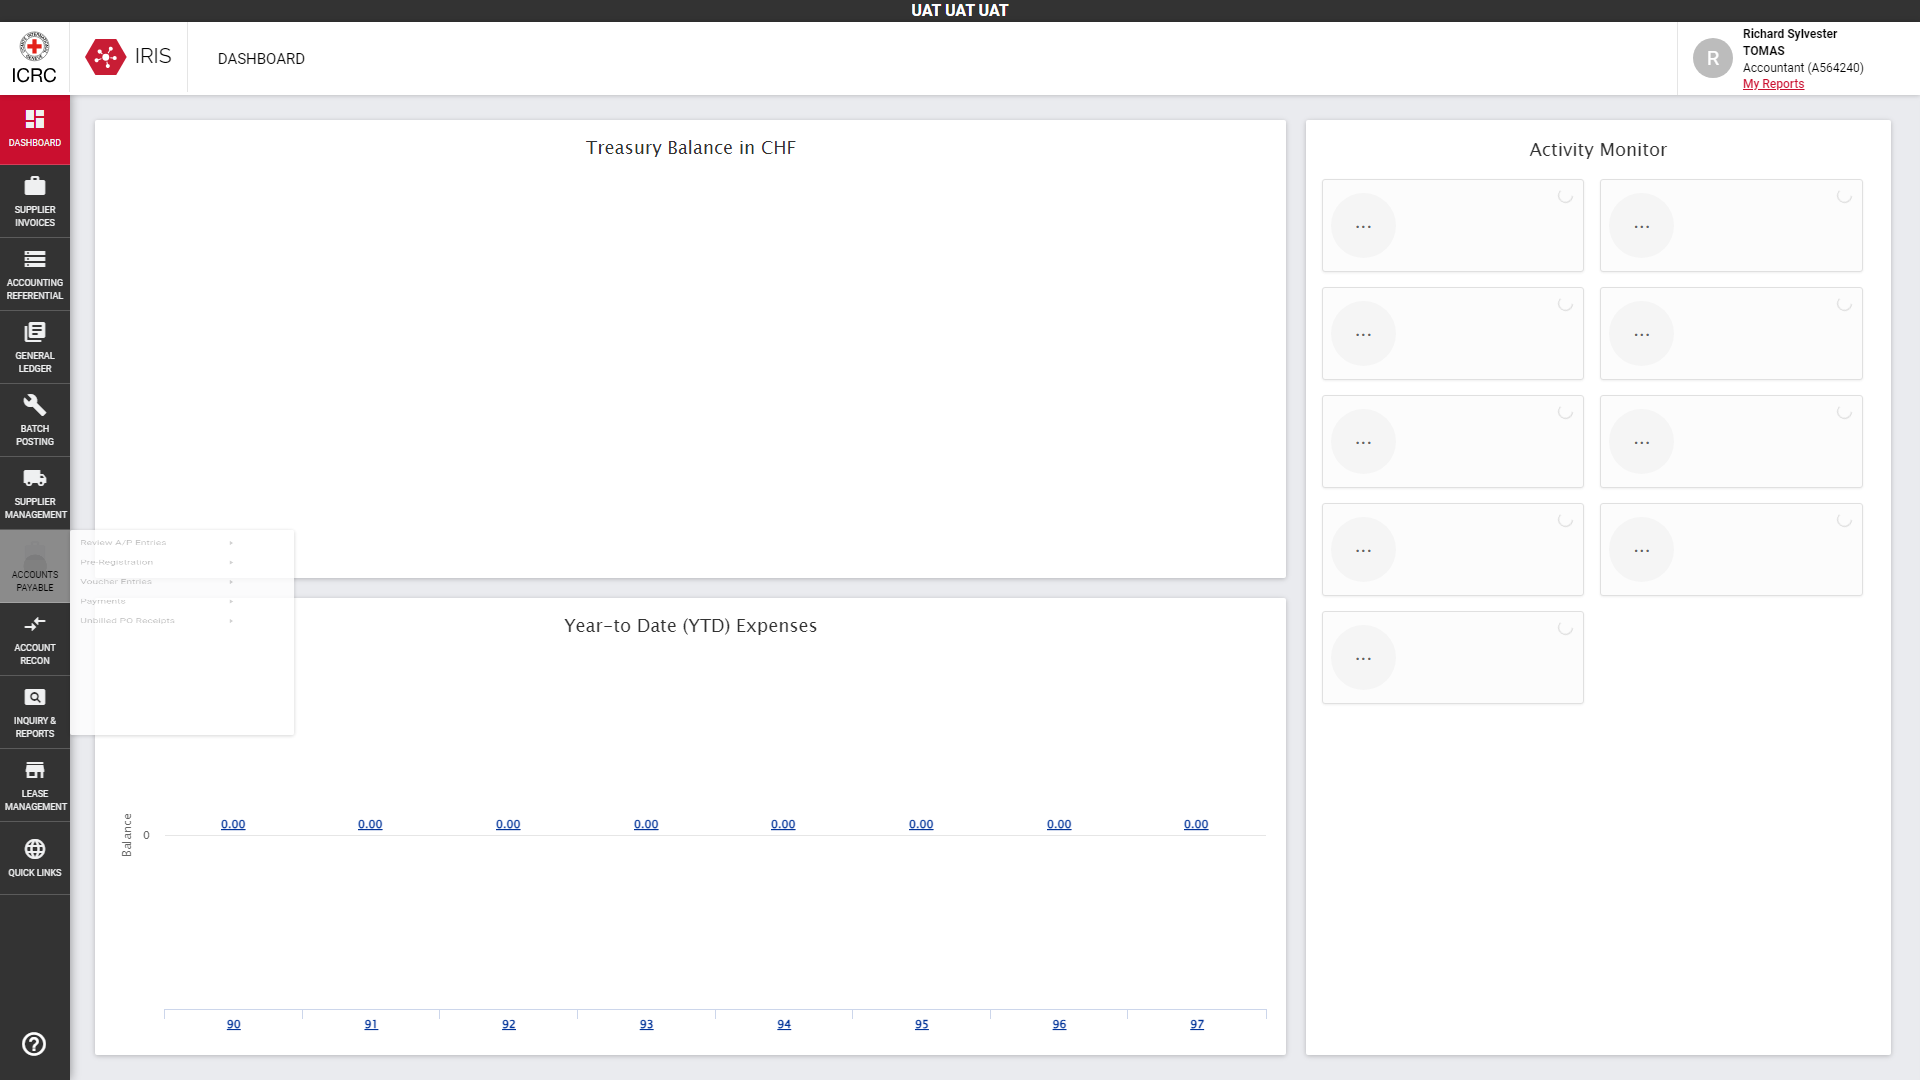 UAT UAT UAT
ICRC
IRIS
DASHBOARD
R
Richard Sylvester
TOMAS
Accountant (A564240)
My Reports
DASHBOARD
SUPPLIER
INVOICES
ACCOUNTING
REFERENTIAL
GENERAL
LEDGER
BATCH
POSTING
SUPPLIER
MANAGEMENT
ACCOUNTS
PAYABLE
ACCOUNT
RECON
INQUIRY &
REPORTS
LEASE
MANAGEMENT
QUICK LINKS
Review A/P Entries
Pre-Registration
Voucher Entries
Payments
Unbilled PO Receipts
Treasury Balance in CHF
Year-to Date (YTD) Expenses
Balance
0
0.00 0.00 0.00 0.00 0.00 0.00 0.00 0.00
90 91 92 93 94 95 96 97
Activity Monitor
... ...
... ...
... ...
... ...
...